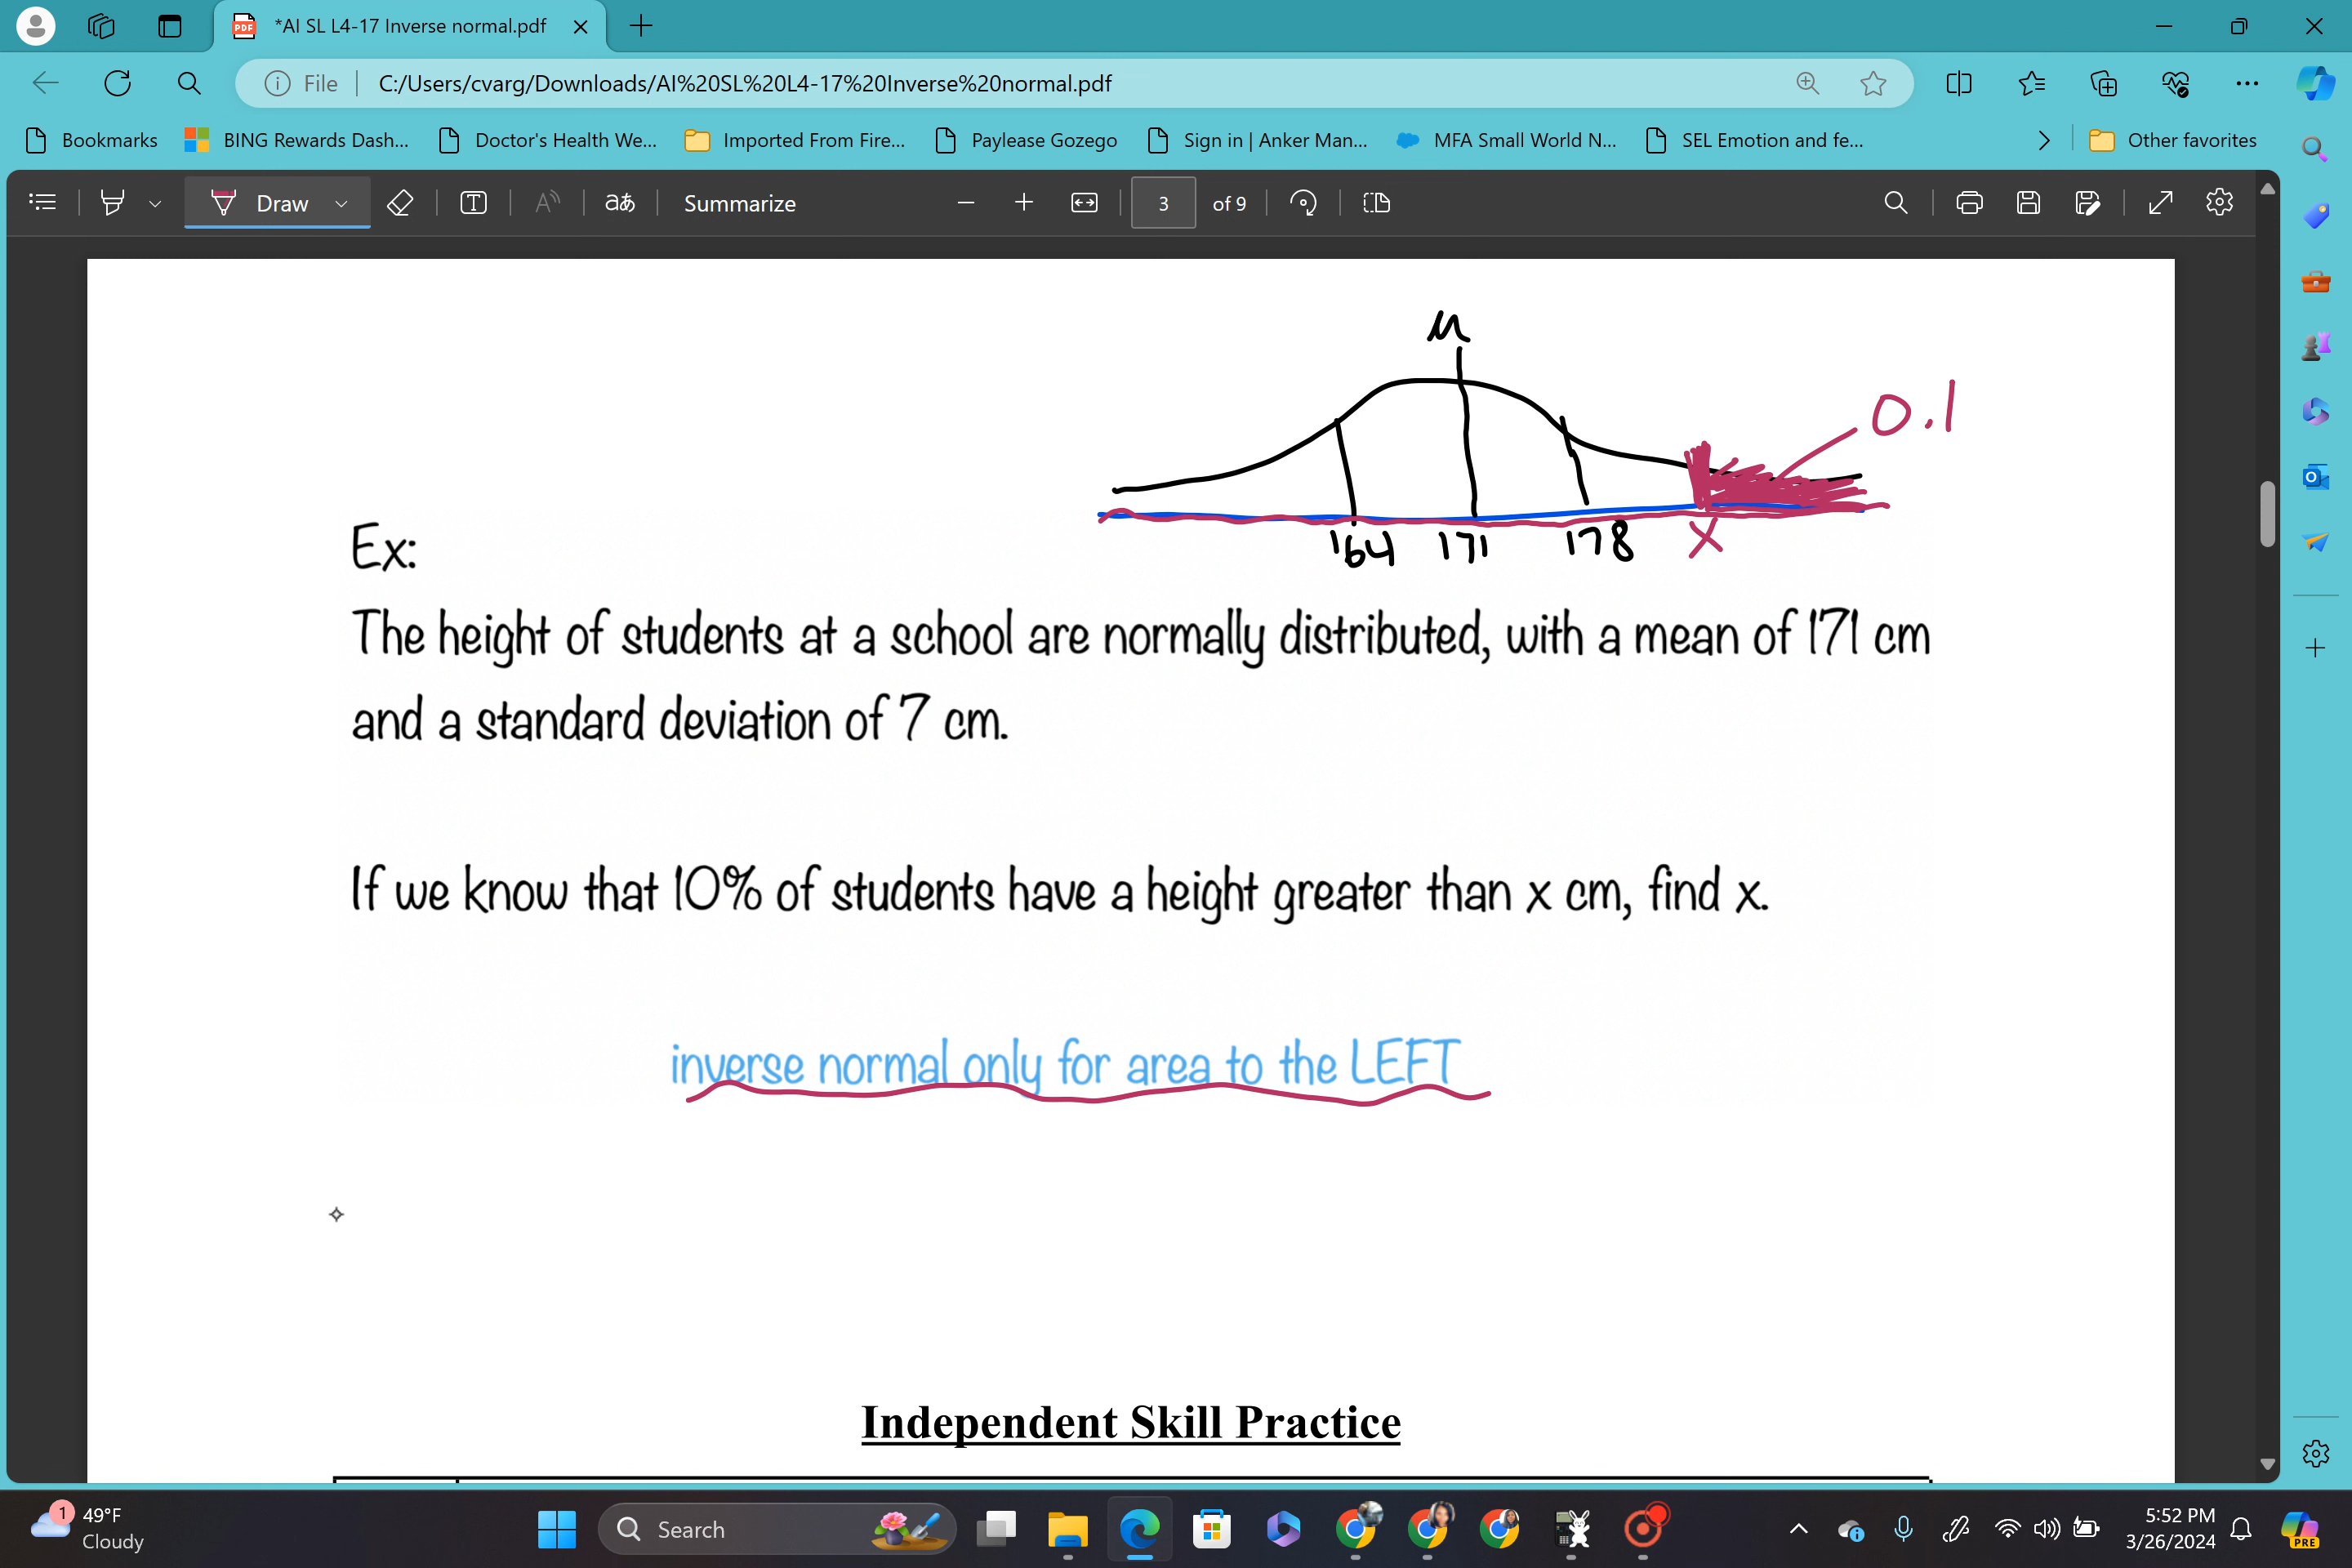 *AI SL L4-17 Inverse normal.pdf
File C:/Users/cvarg/Downloads/AI%20SL%20L4-17%20Inverse%20normal.pdf
Bookmarks BING Rewards Dash... Doctor's Health We... Imported From Fire... Paylease Gozego Sign in | Anker Man... MFA Small World N... SEL Emotion and fe... Other favorites
Draw Summarize 3 of 9
μ
0.1
164 171 178 x
Ex:
The height of students at a school are normally distributed, with a mean of 171 cm
and a standard deviation of 7 cm.
If we know that 10% of students have a height greater than x cm, find x.
inverse normal only for area to the LEFT
Independent Skill Practice
1 49°F
Cloudy
Search
5:52 PM
3/26/2024
PRE